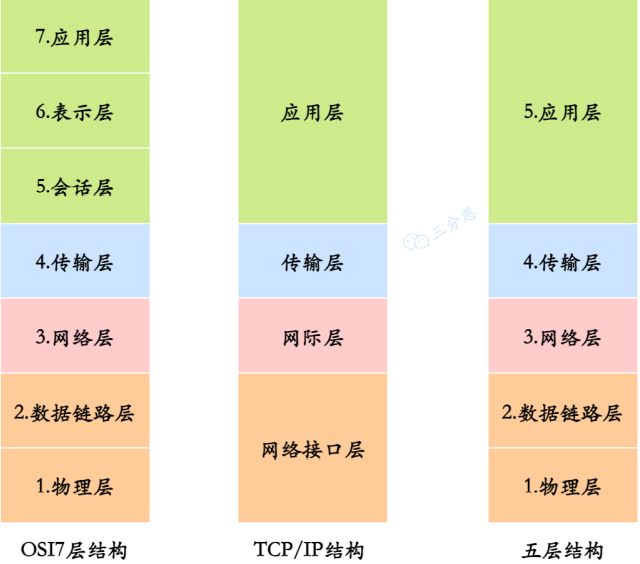 7.应用层
6.表示层
5.会话层
4.传输层
3.网络层
2.数据链路层
1.物理层
OSI7层结构
应用层
传输层
网际层
网络接口层
TCP/IP结构
三分恶
5.应用层
4.传输层
3.网络层
2.数据链路层
1.物理层
五层结构